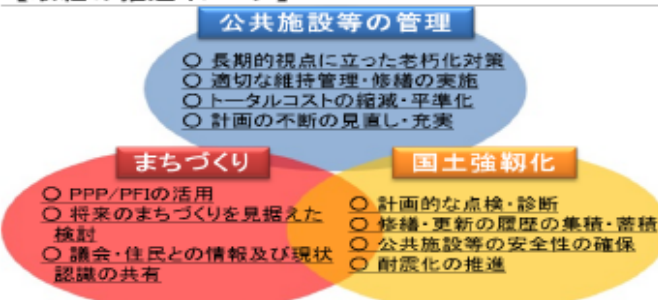 公共施設等の管理
○ 長期的視点に立った老朽化対策
○ 適切な維持管理・修繕の実施
○ トータルコストの縮減・平準化
○ 計画の不断の見直し・充実
まちづくり
○ PPP/PFIの活用
○ 将来のまちづくりを見据えた
検討
○ 議会・住民との情報及び現状
認識の共有
国土強靱化
○ 計画的な点検・診断
○ 修繕・更新の履歴の集積・蓄積
○ 公共施設等の安全性の確保
○ 耐震化の推進